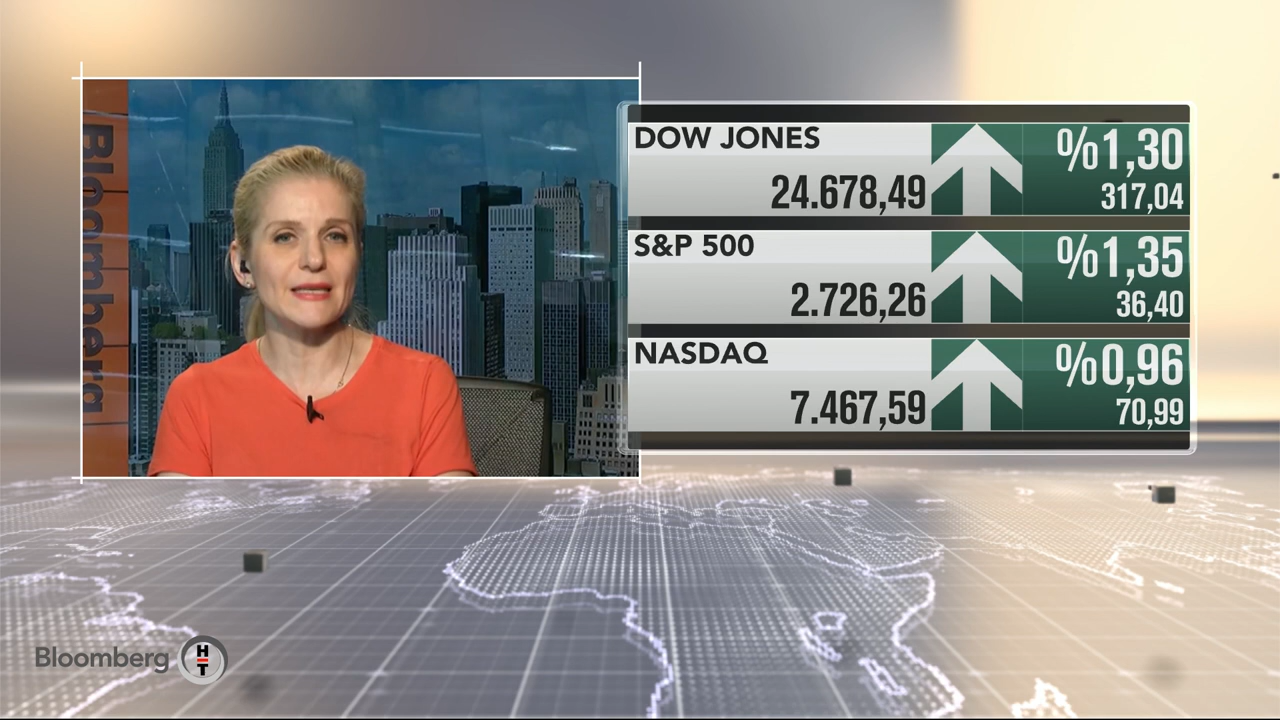 Bloomberg
DOW JONES
24.678,49
%1,30
317,04
S&P 500
2.726,26
%1,35
36,40
NASDAQ
7.467,59
%0,96
70,99
Bloomberg HT